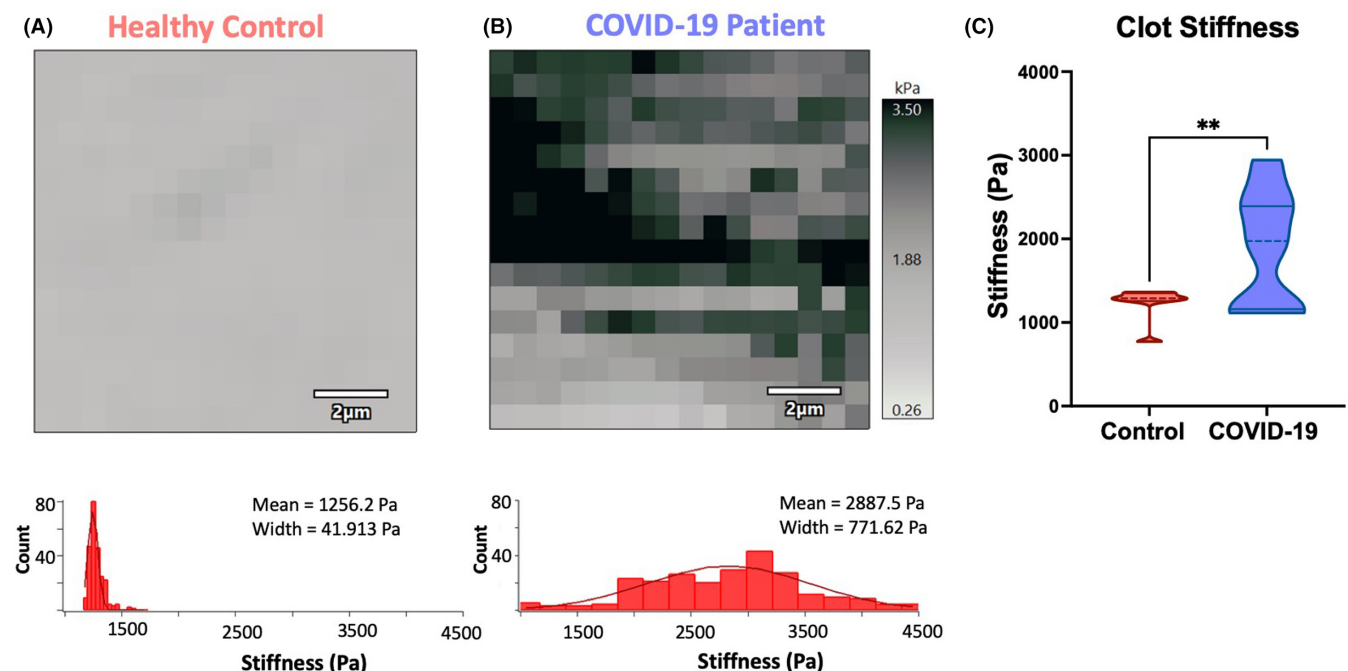 (A) Healthy Control
2μm
80
40
Count
Mean = 1256.2 Pa
Width = 41.913 Pa
1500 2500 3500 4500
Stiffness (Pa)
(B) COVID-19 Patient
kPa
3.50
1.88
0.26
2μm
80
40
Count
Mean = 2887.5 Pa
Width = 771.62 Pa
1500 2500 3500 4500
Stiffness (Pa)
(C) Clot Stiffness
4000
3000
2000
1000
0
Stiffness (Pa)
**
Control COVID-19